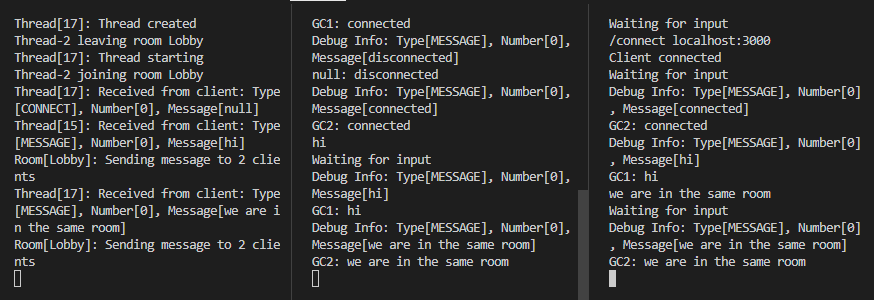 Thread[17]: Thread created
Thread-2 leaving room Lobby
Thread[17]: Thread starting
Thread-2 joining room Lobby
Thread[17]: Received from client: Type
[CONNECT], Number[0], Message[null]
Thread[15]: Received from client: Type
[MESSAGE], Number[0], Message[hi]
Room[Lobby]: Sending message to 2 clie
nts
Thread[17]: Received from client: Type
[MESSAGE], Number[0], Message[we are i
n the same room]
Room[Lobby]: Sending message to 2 clie
nts
GC1: connected
Debug Info: Type[MESSAGE], Number[0],
Message[disconnected]
null: disconnected
Debug Info: Type[MESSAGE], Number[0],
Message[connected]
GC2: connected
hi
Waiting for input
Debug Info: Type[MESSAGE], Number[0],
Message[hi]
GC1: hi
Debug Info: Type[MESSAGE], Number[0],
Message[we are in the same room]
GC2: we are in the same room
Waiting for input
/connect localhost:3000
Client connected
Waiting for input
Debug Info: Type[MESSAGE], Number[0]
, Message[connected]
GC2: connected
Debug Info: Type[MESSAGE], Number[0]
, Message[hi]
GC1: hi
we are in the same room
Waiting for input
Debug Info: Type[MESSAGE], Number[0]
, Message[we are in the same room]
GC2: we are in the same room